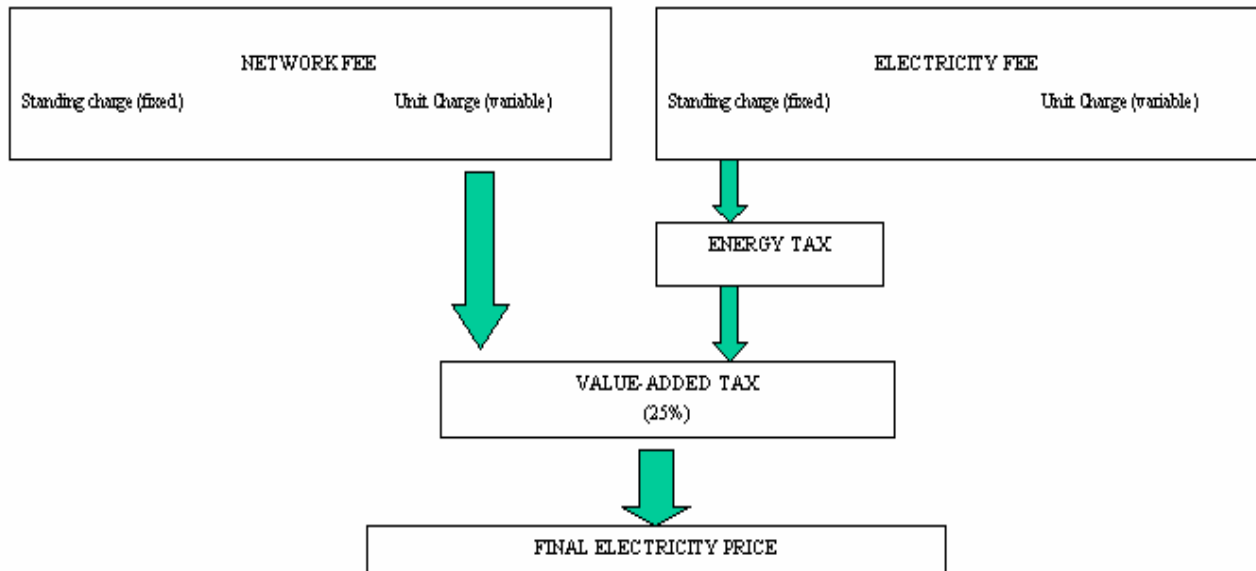 NETWORK FEE
Standing charge (fixed) Unit Charge (variable)
ELECTRICITY FEE
Standing charge (fixed) Unit Charge (variable)
ENERGY TAX
VALUE-ADDED TAX
(25%)
FINAL ELECTRICITY PRICE